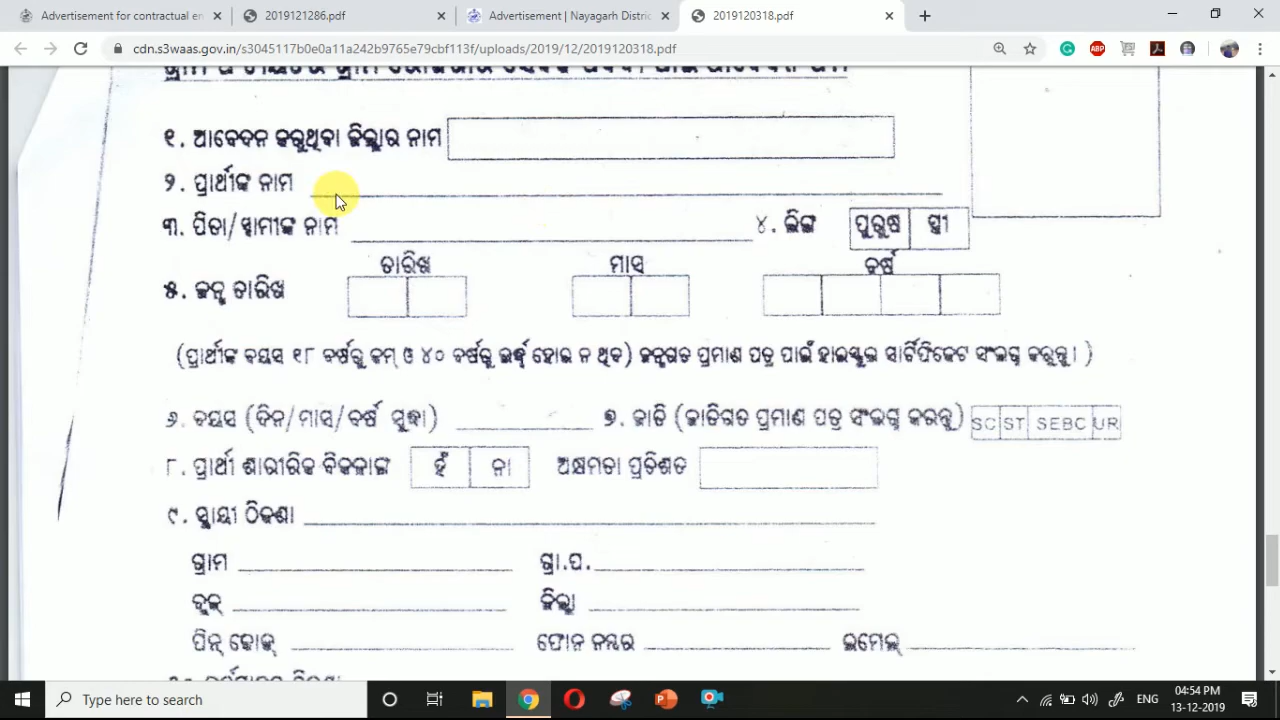 Advertisement for contractual en
2019121286.pdf
Advertisement | Nayagarh Distric
2019120318.pdf
cdn.s3waas.gov.in/s3045117b0e0a11a242b9765e79cbf113f/uploads/2019/12/2019120318.pdf
୧. ଆବେଦନ କରୁଥିବା ଜିଲ୍ଲାର ନାମ
୨. ପ୍ରାର୍ଥୀଙ୍କ ନାମ
୩. ପିତା/ସ୍ୱାମୀଙ୍କ ନାମ ୪. ଲିଙ୍ଗ ପୁରୁଷ ସ୍ତ୍ରୀ
ତାରିଖ ମାସ ବର୍ଷ
୫. ଜନ୍ମ ତାରିଖ
(ପ୍ରାର୍ଥୀଙ୍କ ବୟସ ୧୮ ବର୍ଷରୁ କମ୍ ଓ ୪୦ ବର୍ଷରୁ ଉର୍ଦ୍ଧ୍ୱ ହୋଇ ନ ଥିବ) ଜନ୍ମଗତ ପ୍ରମାଣ ପତ୍ର ପାଇଁ ହାଇସ୍କୁଲ ସାର୍ଟିଫିକେଟ ସଂଲଗ୍ନ କରନ୍ତୁ। )
୬. ବୟସ (ଦିନ/ମାସ/ବର୍ଷ ସୁଦ୍ଧା) ୭. ଜାତି (ଜାତିଗତ ପ୍ରମାଣ ପତ୍ର ସଂଲଗ୍ନ କରନ୍ତୁ) SC ST SEBC UR
୮. ପ୍ରାର୍ଥୀ ଶାରୀରିକ ବିକଳାଙ୍ଗ ହଁ ନା ଅକ୍ଷମତା ପ୍ରତିଶତ
୯. ସ୍ଥାୟୀ ଠିକଣା
ଗ୍ରାମ ଗ୍ରା.ପ.
ବ୍ଲକ୍ ଜିଲ୍ଲା
ପିନ୍ କୋଡ୍ ଫୋନ ନମ୍ବର ଇମେଲ୍
Type here to search
ENG
04:54 PM
13-12-2019